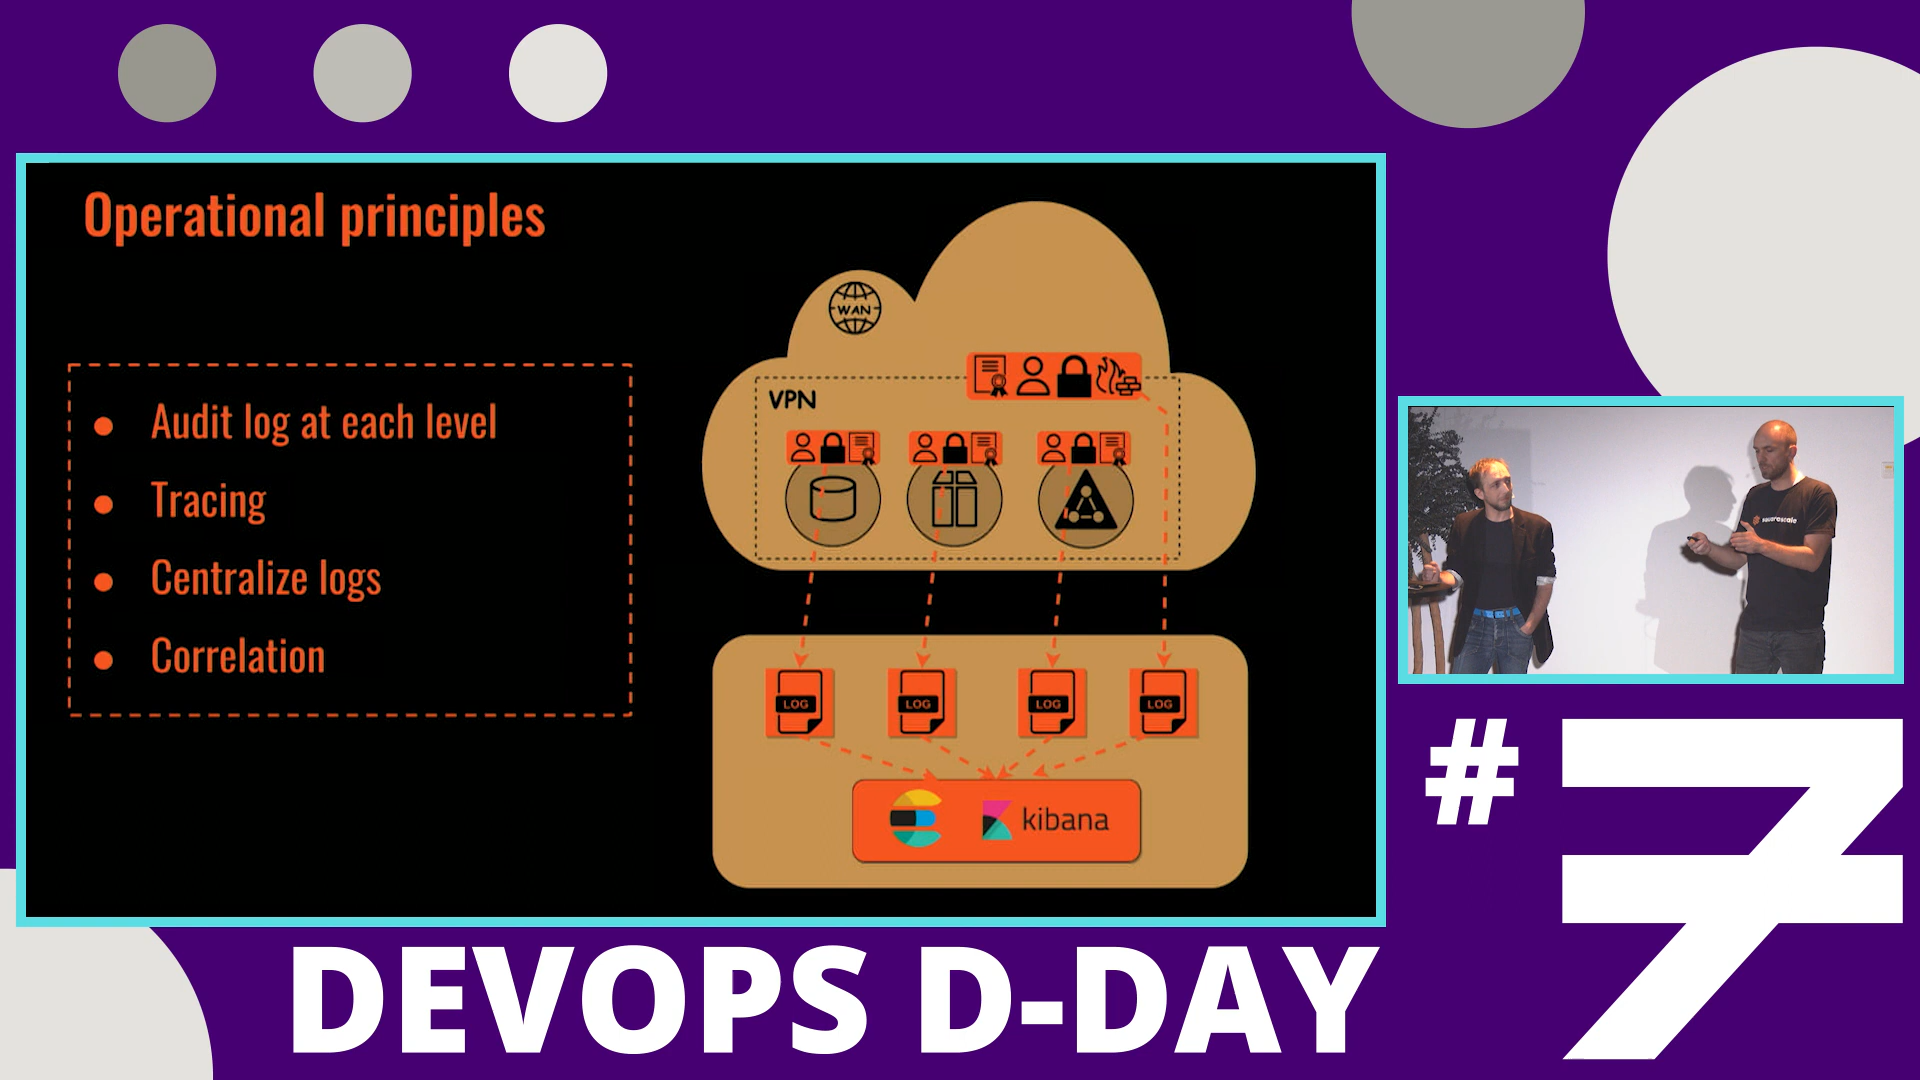 Operational principles
Audit log at each level
Tracing
Centralize logs
Correlation
WAN
VPN
LOG
LOG
LOG
LOG
kibana
squarescale
#7
DEVOPS D-DAY